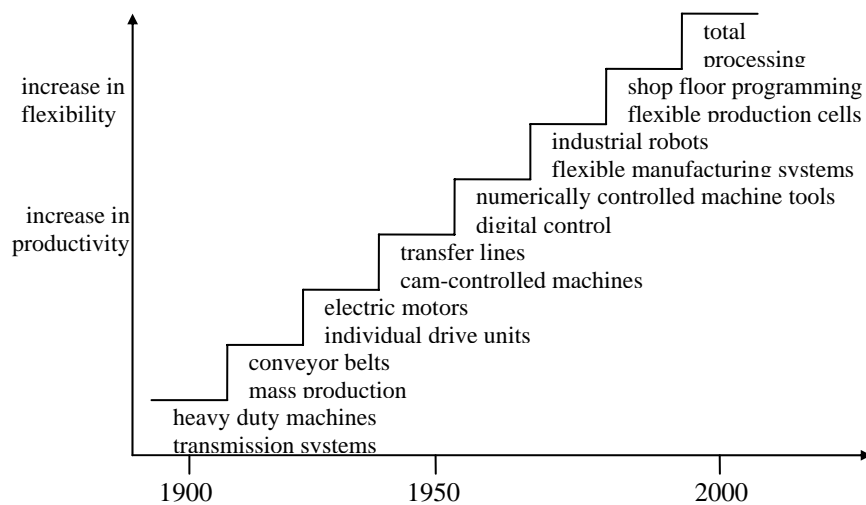 total
processing
increase in
flexibility
shop floor programming
flexible production cells
industrial robots
flexible manufacturing systems
increase in
productivity
numerically controlled machine tools
digital control
transfer lines
cam-controlled machines
electric motors
individual drive units
conveyor belts
mass production
heavy duty machines
transmission systems
1900
1950
2000